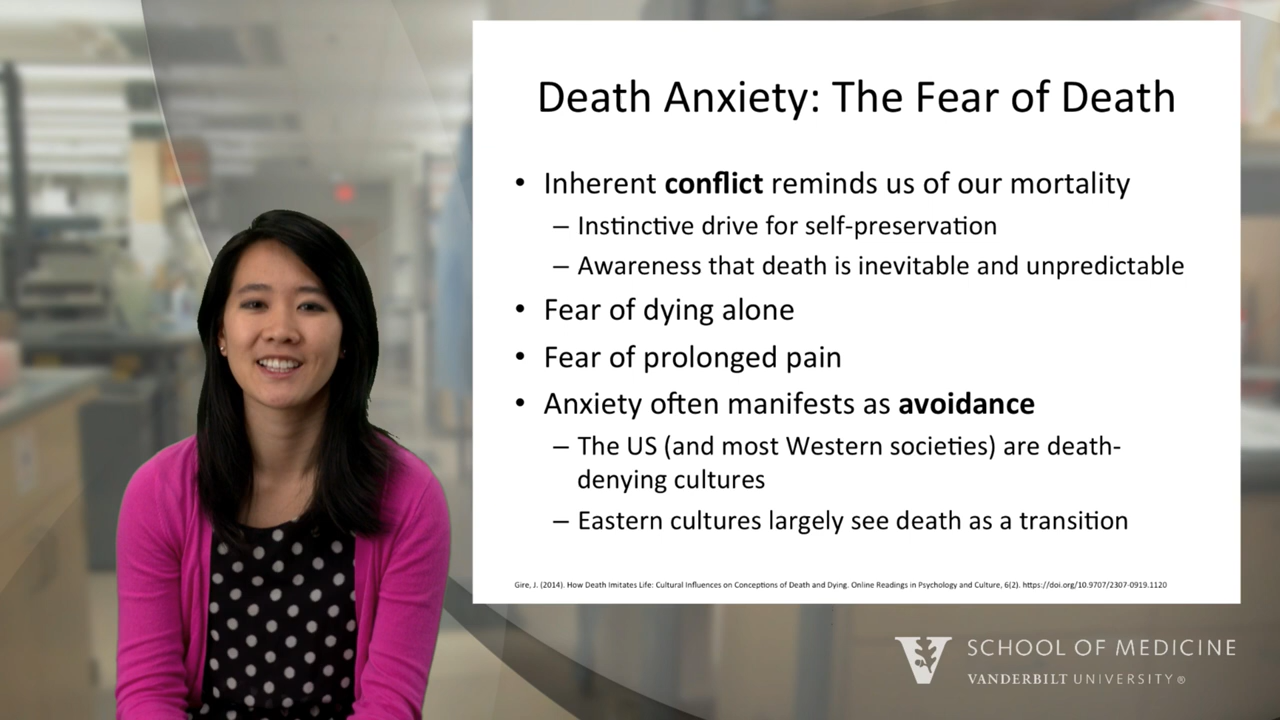 Death Anxiety: The Fear of Death
• Inherent conflict reminds us of our mortality
– Instinctive drive for self-preservation
– Awareness that death is inevitable and unpredictable
• Fear of dying alone
• Fear of prolonged pain
• Anxiety often manifests as avoidance
– The US (and most Western societies) are death-
denying cultures
– Eastern cultures largely see death as a transition
Gire, J. (2014). How Death Imitates Life: Cultural Influences on Conceptions of Death and Dying. Online Readings in Psychology and Culture, 6(2). https://doi.org/10.9707/2307-0919.1120
V SCHOOL OF MEDICINE
VANDERBILT UNIVERSITY®